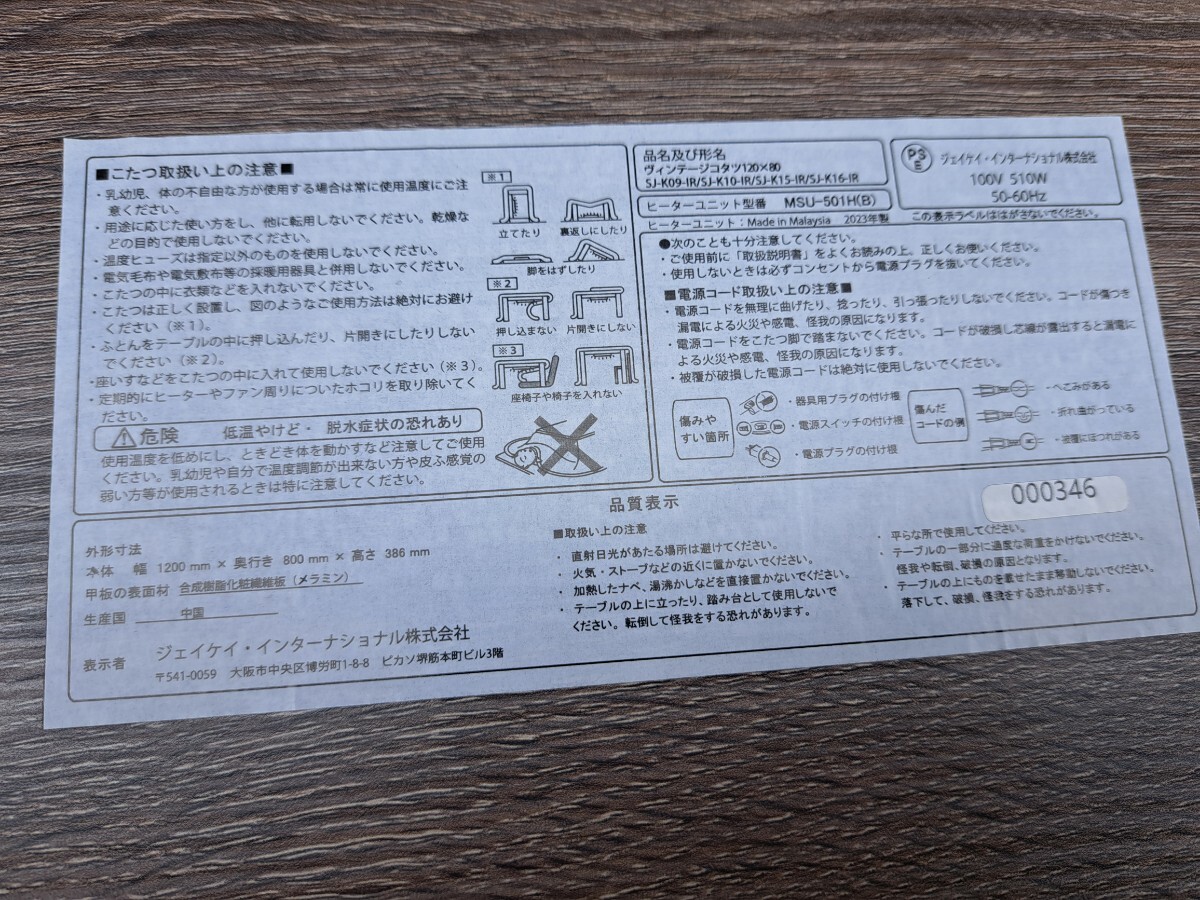 ■こたつ取扱い上の注意■
・乳幼児、体の不自由な方が使用する場合は常に使用温度にご注
意ください。
・用途に応じた使い方をし、他に転用しないでください。乾燥な
どの目的で使用しないでください。
・温度ヒューズは指定以外のものを使用しないでください。
・電気毛布や電気敷布等の採暖用器具と併用しないでください。
・こたつの中に衣類などを入れないでください。
・こたつは正しく設置し、図のようなご使用方法は絶対にお避け
ください（※1）。
・ふとんをテーブルの中に押し込んだり、片開きにしたりしない
でください（※2）。
・座いすなどをこたつの中に入れて使用しないでください（※3）。
・定期的にヒーターやファン周りについたホコリを取り除いてく
ださい。
危険 低温やけど・ 脱水症状の恐れあり
使用温度を低めにし、ときどき体を動かすなど注意してご使用
ください。乳幼児や自分で温度調節が出来ない方や皮ふ感覚の
弱い方等が使用されるときは特に注意してください。
※1
立てたり 裏返しにしたり
脚をはずしたり
※2
押し込まない 片開きにしない
※3
座椅子や椅子を入れない
品名及び形名
ヴィンテージコタツ120×80
SJ-K09-IR/SJ-K10-IR/SJ-K15-IR/SJ-K16-IR
ヒーターユニット型番 MSU-501H(B)
ヒーターユニット：Made in Malaysia 2023年製
PS
E
ジェイケイ・インターナショナル株式会社
100V 510W
50-60Hz
この表示ラベルははがさないでください。
●次のことも十分注意してください。
・ご使用前に「取扱説明書」をよくお読みの上、正しくお使いください。
・使用しないときは必ずコンセントから電源プラグを抜いてください。
■電源コード取扱い上の注意■
・電源コードを無理に曲げたり、捻ったり、引っ張ったりしないでください。コードが傷つき
漏電による火災や感電、怪我の原因になります。
・電源コードをこたつ脚で踏まないでください。コードが破損し芯線が露出すると漏電に
よる火災や感電、怪我の原因になります。
・被覆が破損した電源コードは絶対に使用しないでください。
傷みや
すい箇所
・器具用プラグの付け根
・電源スイッチの付け根
・電源プラグの付け根
傷んだ
コードの例
・へこみがある
・折れ曲がっている
・被覆にほつれがある
品質表示
000346
外形寸法
本体 幅 1200 mm × 奥行き 800 mm × 高さ 386 mm
甲板の表面材 合成樹脂化粧繊維板（メラミン）
生産国 中国
表示者 ジェイケイ・インターナショナル株式会社
〒541-0059 大阪市中央区博労町1-8-8 ピカソ堺筋本町ビル3階
■取扱い上の注意
・直射日光があたる場所は避けてください。
・火気・ストーブなどの近くに置かないでください。
・加熱したナベ、湯沸かしなどを直接置かないでください。
・テーブルの上に立ったり、踏み台として使用しないで
ください。転倒して怪我をする恐れがあります。
・平らな所で使用してください。
・テーブルの一部分に過度な荷重をかけないでください。
怪我や転倒、破損の原因となります。
・テーブルの上にものを載せたまま移動しないでください。
落下して、破損、怪我をする恐れがあります。